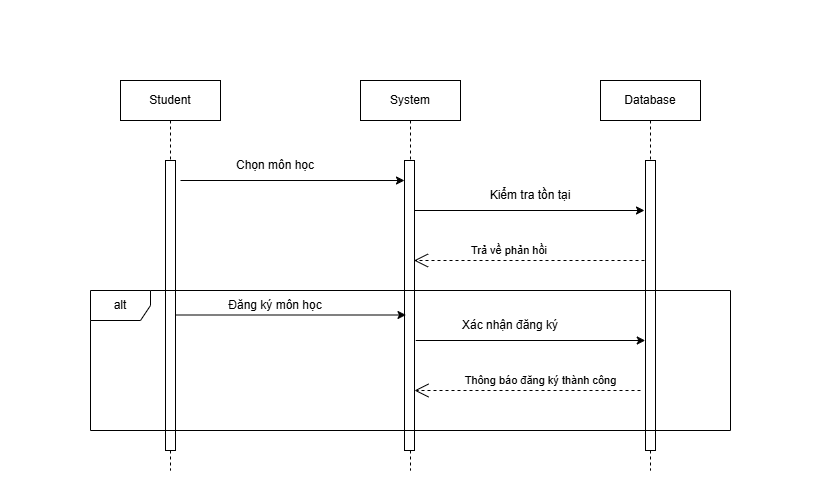 Student
System
Database
Chọn môn học
Kiểm tra tồn tại
Trả về phản hồi
alt
Đăng ký môn học
Xác nhận đăng ký
Thông báo đăng ký thành công